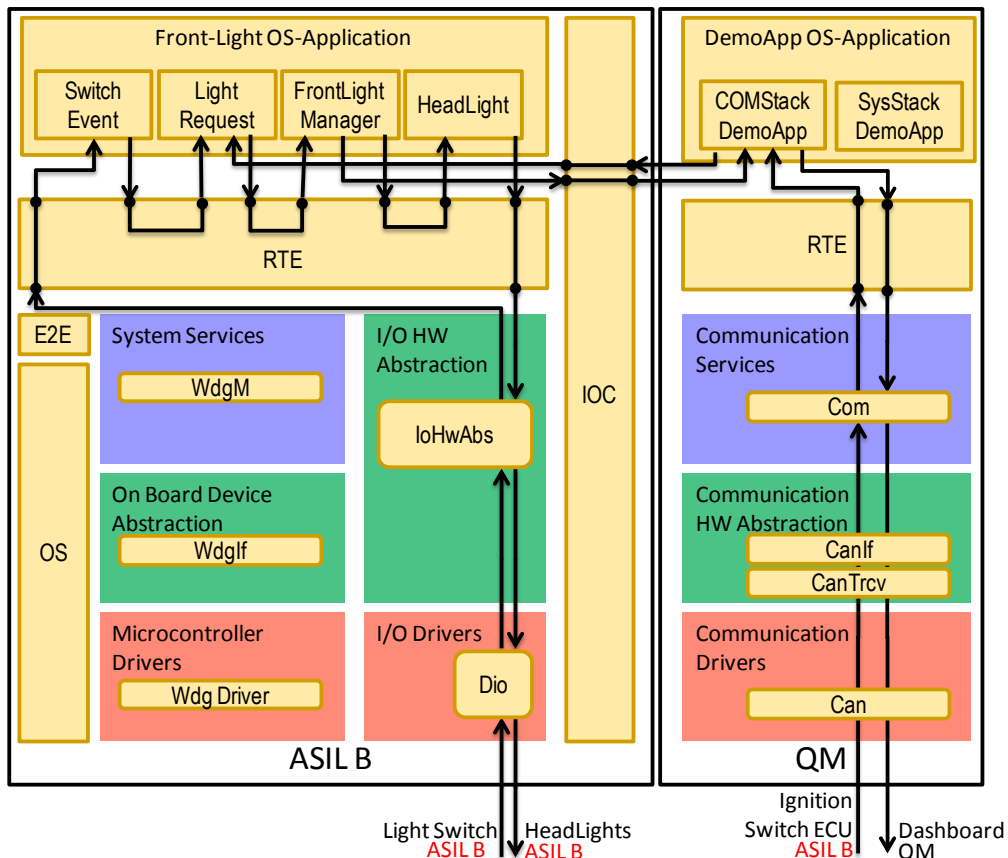 Front-Light OS-Application
Switch
Event
Light
Request
FrontLight
Manager
HeadLight
RTE
E2E
OS
System Services
WdgM
On Board Device
Abstraction
WdgIf
Microcontroller
Drivers
Wdg Driver
I/O HW
Abstraction
IoHwAbs
I/O Drivers
Dio
IOC
ASIL B
Light Switch
ASIL B
HeadLights
ASIL B
DemoApp OS-Application
COMStack
DemoApp
SysStack
DemoApp
RTE
Communication
Services
Com
Communication
HW Abstraction
CanIf
CanTrcv
Communication
Drivers
Can
QM
Ignition
Switch ECU
ASIL B
Dashboard
QM